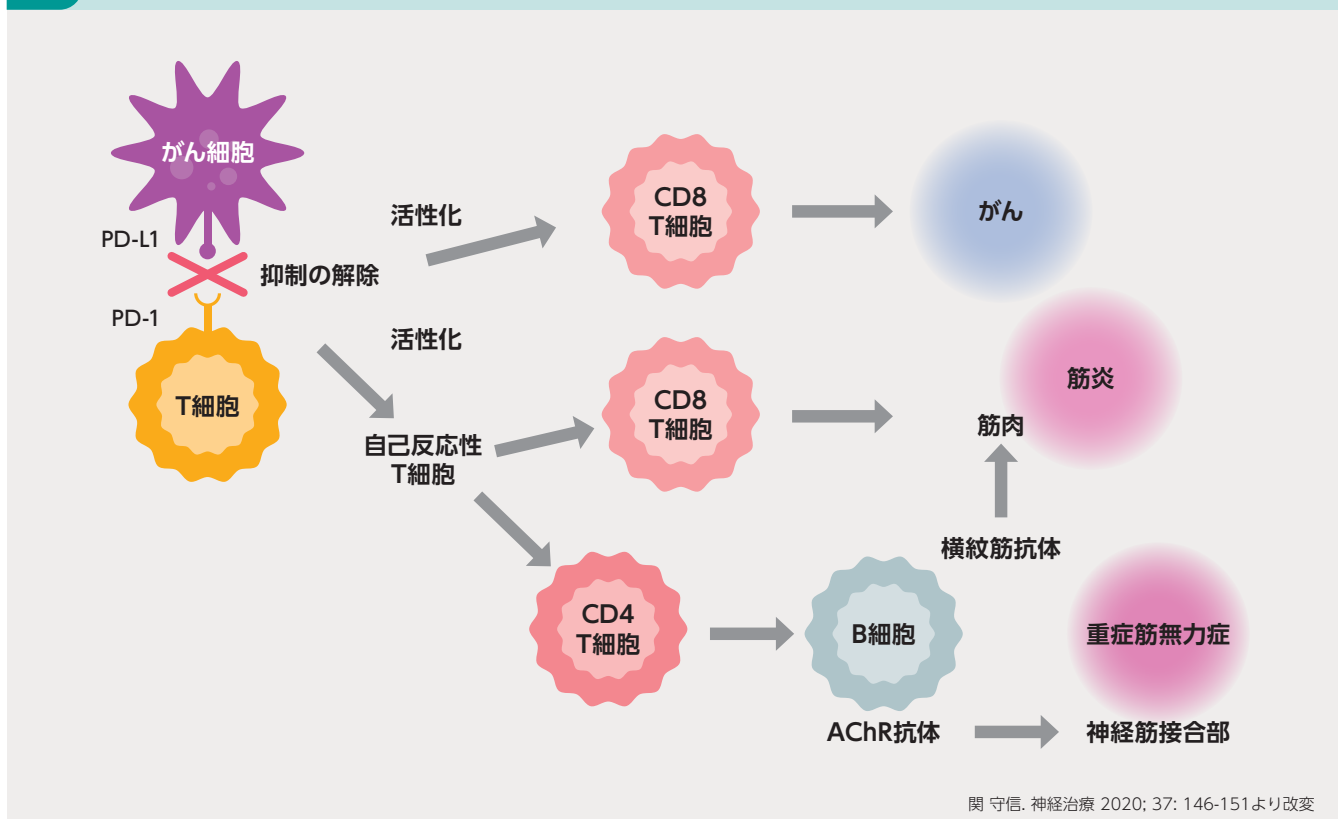 がん細胞
PD-L1
PD-1
T細胞
抑制の解除
活性化
CD8
T細胞
がん
活性化
自己反応性
T細胞
CD8
T細胞
筋肉
筋炎
CD4
T細胞
B細胞
横紋筋抗体
AChR抗体
重症筋無力症
神経筋接合部
関 守信. 神経治療 2020; 37: 146-151より改変